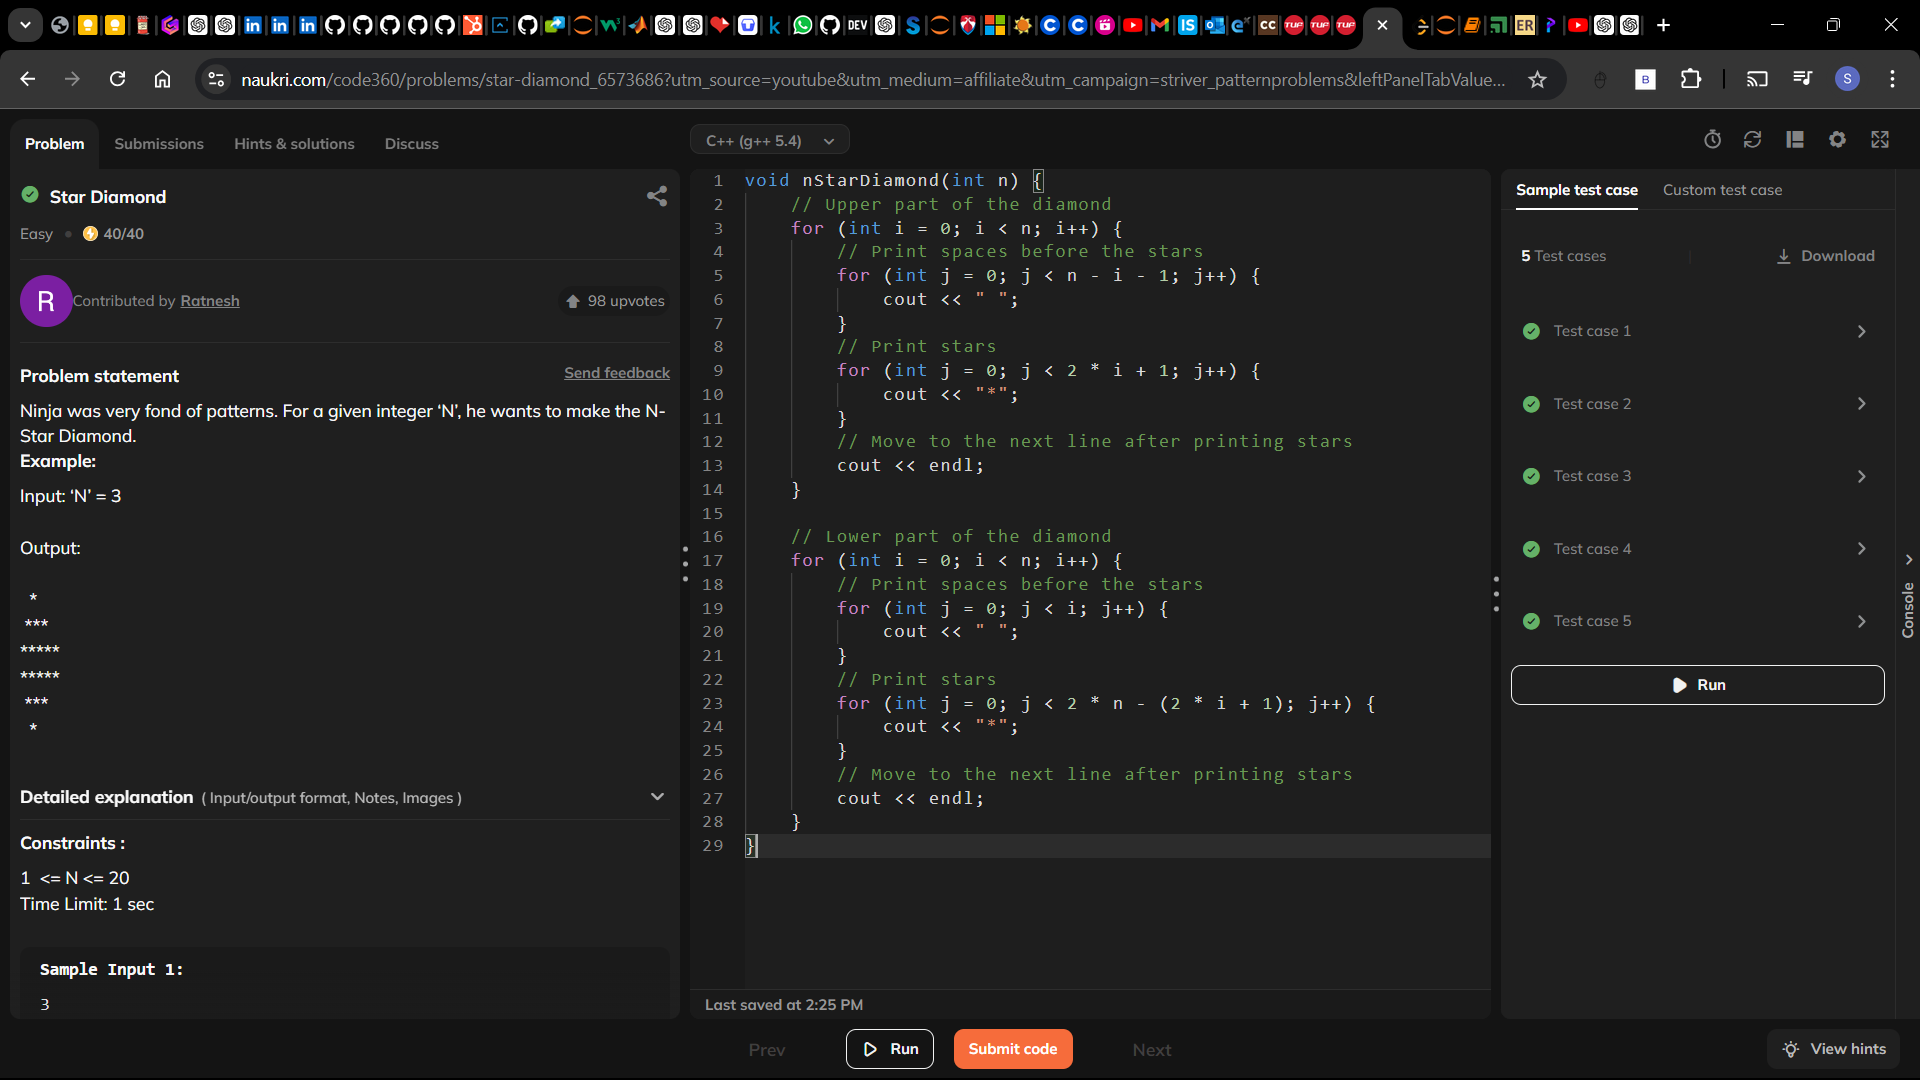 naukri.com/code360/problems/star-diamond_6573686?utm_source=youtube&utm_medium=affiliate&utm_campaign=striver_patternproblems&leftPanelTabValue...
Problem
Submissions
Hints & solutions
Discuss
Star Diamond
Easy
40/40
R
Contributed by Ratnesh
98 upvotes
Problem statement
Send feedback
Ninja was very fond of patterns. For a given integer ‘N’, he wants to make the N-
Star Diamond.
Example:
Input: ‘N’ = 3
Output:
*
***
*****
*****
***
*
Detailed explanation ( Input/output format, Notes, Images )
Constraints :
1 <= N <= 20
Time Limit: 1 sec
Sample Input 1:
3
C++ (g++ 5.4)
1 void nStarDiamond(int n) {
2 // Upper part of the diamond
3 for (int i = 0; i < n; i++) {
4 // Print spaces before the stars
5 for (int j = 0; j < n - i - 1; j++) {
6 cout << " ";
7 }
8 // Print stars
9 for (int j = 0; j < 2 * i + 1; j++) {
10 cout << "*";
11 }
12 // Move to the next line after printing stars
13 cout << endl;
14 }
15
16 // Lower part of the diamond
17 for (int i = 0; i < n; i++) {
18 // Print spaces before the stars
19 for (int j = 0; j < i; j++) {
20 cout << " ";
21 }
22 // Print stars
23 for (int j = 0; j < 2 * n - (2 * i + 1); j++) {
24 cout << "*";
25 }
26 // Move to the next line after printing stars
27 cout << endl;
28 }
29 }
Last saved at 2:25 PM
Prev
Run
Submit code
Next
Sample test case
Custom test case
5 Test cases
Download
Test case 1
Test case 2
Test case 3
Test case 4
Test case 5
Run
Console
View hints